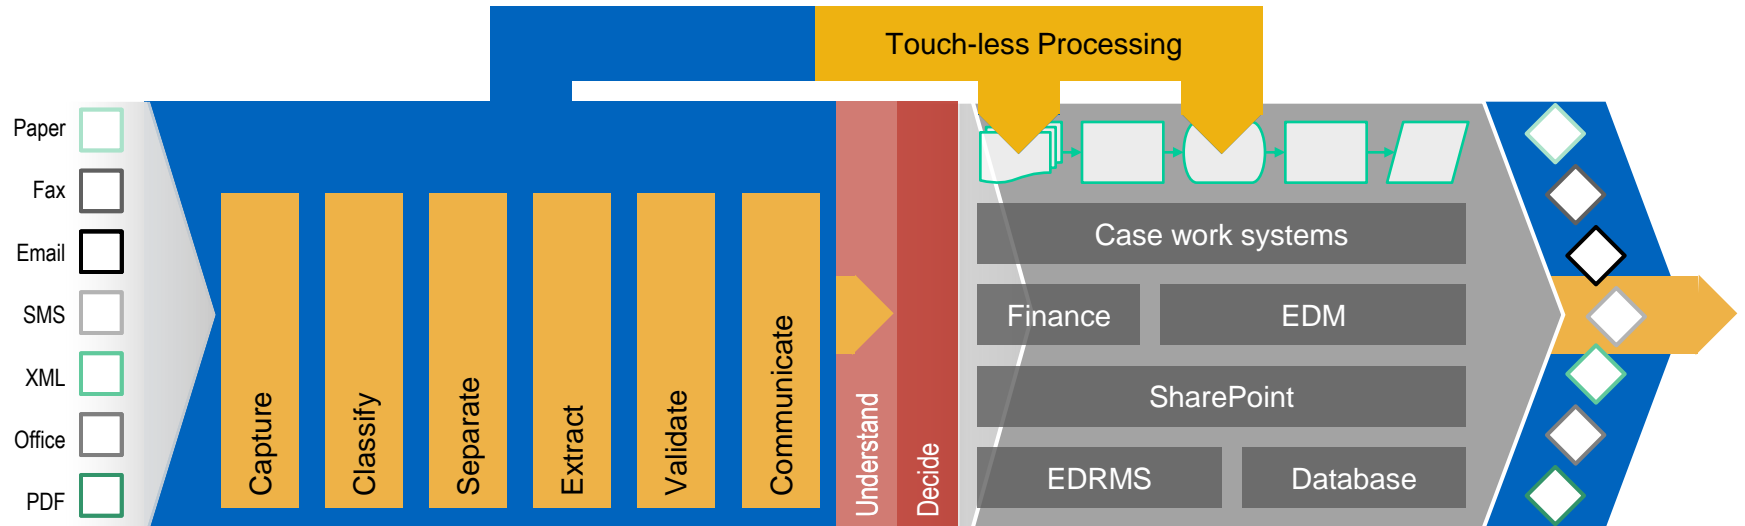 Touch-less Processing
Paper
Fax
Email
SMS
XML
Office
PDF
Capture
Classify
Separate
Extract
Validate
Communicate
Understand
Decide
Case work systems
Finance
EDM
SharePoint
EDRMS
Database